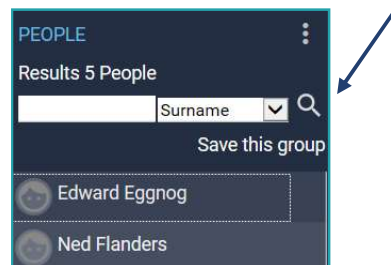 PEOPLE
Results 5 People
Surname
Save this group
Edward Eggnog
Ned Flanders